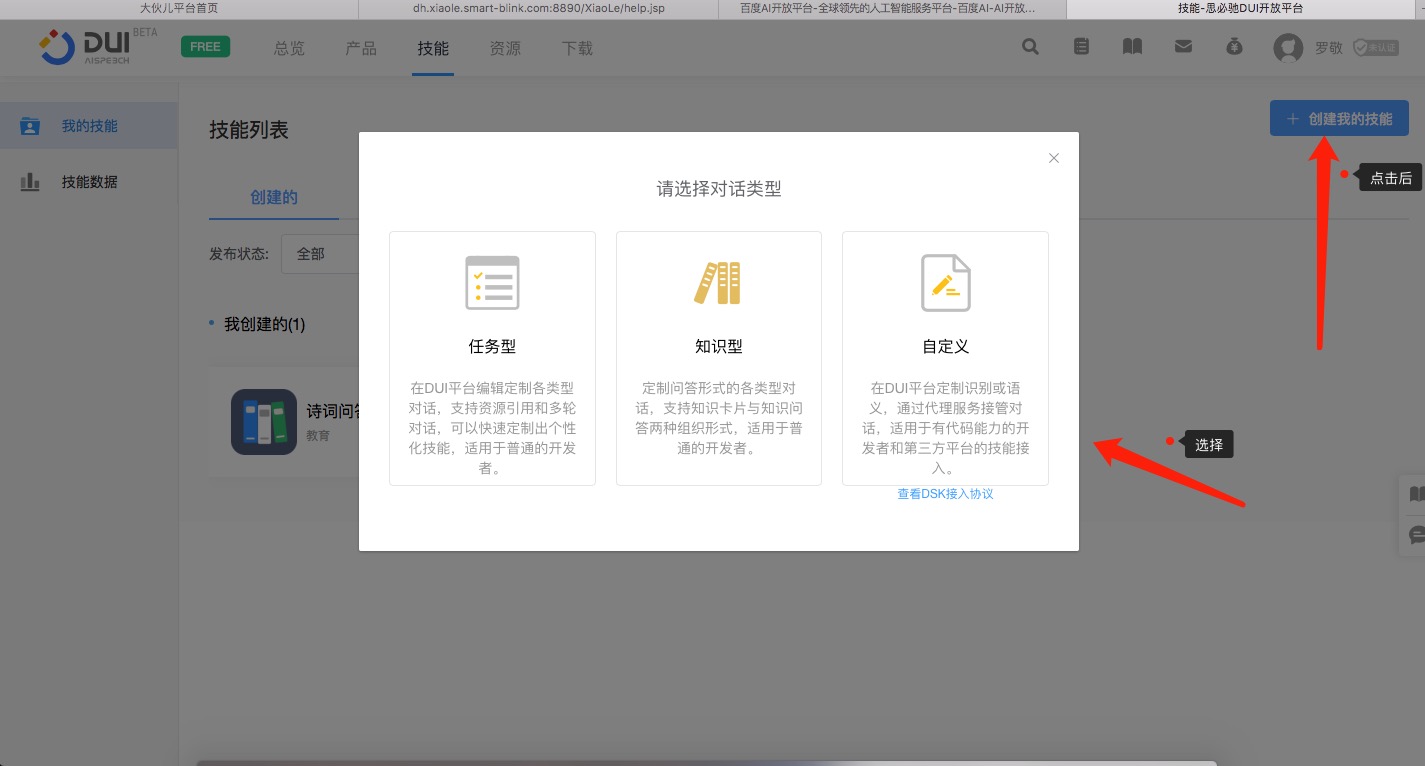 大伙儿平台首页
dh.xiaole.smart-blink.com:8890/XiaoLe/help.jsp
百度AI开放平台-全球领先的人工智能服务平台-百度AI-AI开放...
技能-思必驰DUI开放平台
DUI BETA
AISPEECH
FREE
总览
产品
技能
资源
下载
罗敬
未认证
我的技能
技能数据
技能列表
+ 创建我的技能
点击后
创建的
发布状态:
全部
我创建的(1)
诗词问答
教育
请选择对话类型
任务型
在DUI平台编辑定制各类型
对话，支持资源引用和多轮
对话，可以快速定制出个性
化技能，适用于普通的开发
者。
知识型
定制问答形式的各类型对
话，支持知识卡片与知识问
答两种组织形式，适用于普
通的开发者。
自定义
在DUI平台定制识别或语
义，通过代理服务接管对
话，适用于有代码能力的开
发者和第三方平台的技能接
入。
查看DSK接入协议
选择